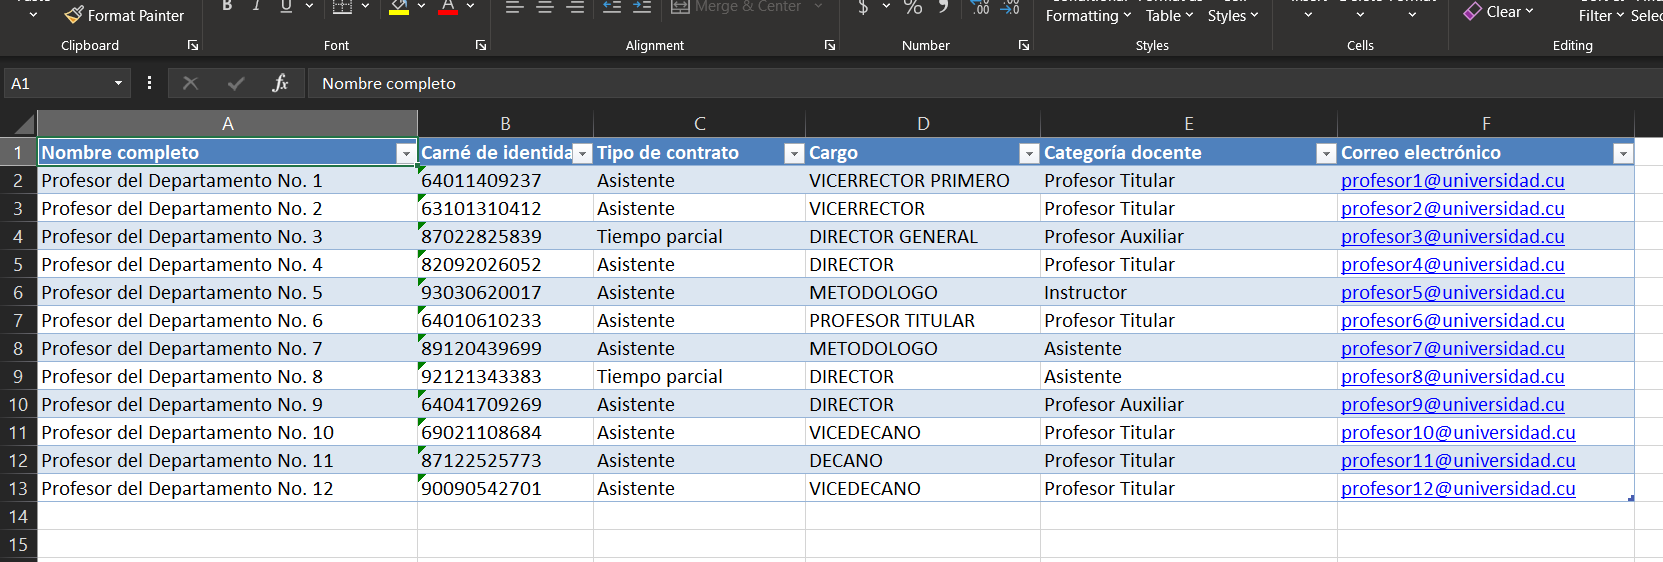 Format Painter
B I U A
Merge & Center
$ % 9
Formatting
Table
Styles
Clear
Filter
Clipboard
Font
Alignment
Number
Styles
Cells
Editing
A1 fx Nombre completo
A B C D E F
1 Nombre completo Carné de identida Tipo de contrato Cargo Categoría docente Correo electrónico
2 Profesor del Departamento No. 1 64011409237 Asistente VICERRECTOR PRIMERO Profesor Titular profesor1@universidad.cu
3 Profesor del Departamento No. 2 63101310412 Asistente VICERRECTOR Profesor Titular profesor2@universidad.cu
4 Profesor del Departamento No. 3 87022825839 Tiempo parcial DIRECTOR GENERAL Profesor Auxiliar profesor3@universidad.cu
5 Profesor del Departamento No. 4 82092026052 Asistente DIRECTOR Profesor Titular profesor4@universidad.cu
6 Profesor del Departamento No. 5 93030620017 Asistente METODOLOGO Instructor profesor5@universidad.cu
7 Profesor del Departamento No. 6 64010610233 Asistente PROFESOR TITULAR Profesor Titular profesor6@universidad.cu
8 Profesor del Departamento No. 7 89120439699 Asistente METODOLOGO Asistente profesor7@universidad.cu
9 Profesor del Departamento No. 8 92121343383 Tiempo parcial DIRECTOR Asistente profesor8@universidad.cu
10 Profesor del Departamento No. 9 64041709269 Asistente DIRECTOR Profesor Auxiliar profesor9@universidad.cu
11 Profesor del Departamento No. 10 69021108684 Asistente VICEDECANO Profesor Titular profesor10@universidad.cu
12 Profesor del Departamento No. 11 87122525773 Asistente DECANO Profesor Titular profesor11@universidad.cu
13 Profesor del Departamento No. 12 90090542701 Asistente VICEDECANO Profesor Titular profesor12@universidad.cu
14
15